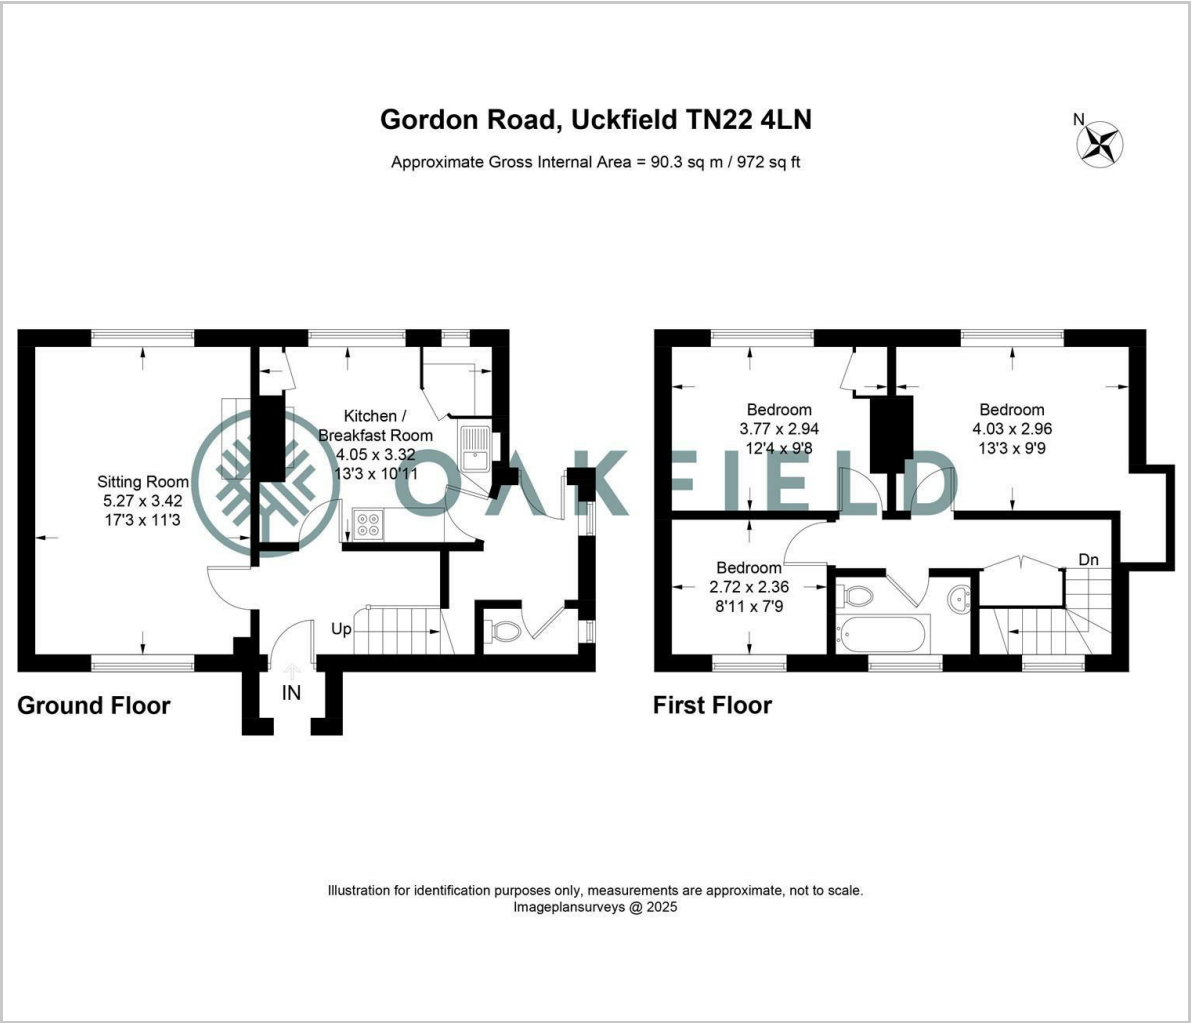 Gordon Road, Uckfield TN22 4LN
Approximate Gross Internal Area = 90.3 sq m / 972 sq ft
N
Kitchen /
Breakfast Room
4.05 x 3.32
13'3 x 10'11
Sitting Room
5.27 x 3.42
17'3 x 11'3
Up
IN
Ground Floor
Bedroom
3.77 x 2.94
12'4 x 9'8
Bedroom
4.03 x 2.96
13'3 x 9'9
Bedroom
2.72 x 2.36
8'11 x 7'9
Dn
First Floor
OAKFIELD
Illustration for identification purposes only, measurements are approximate, not to scale.
Imageplansurveys @ 2025